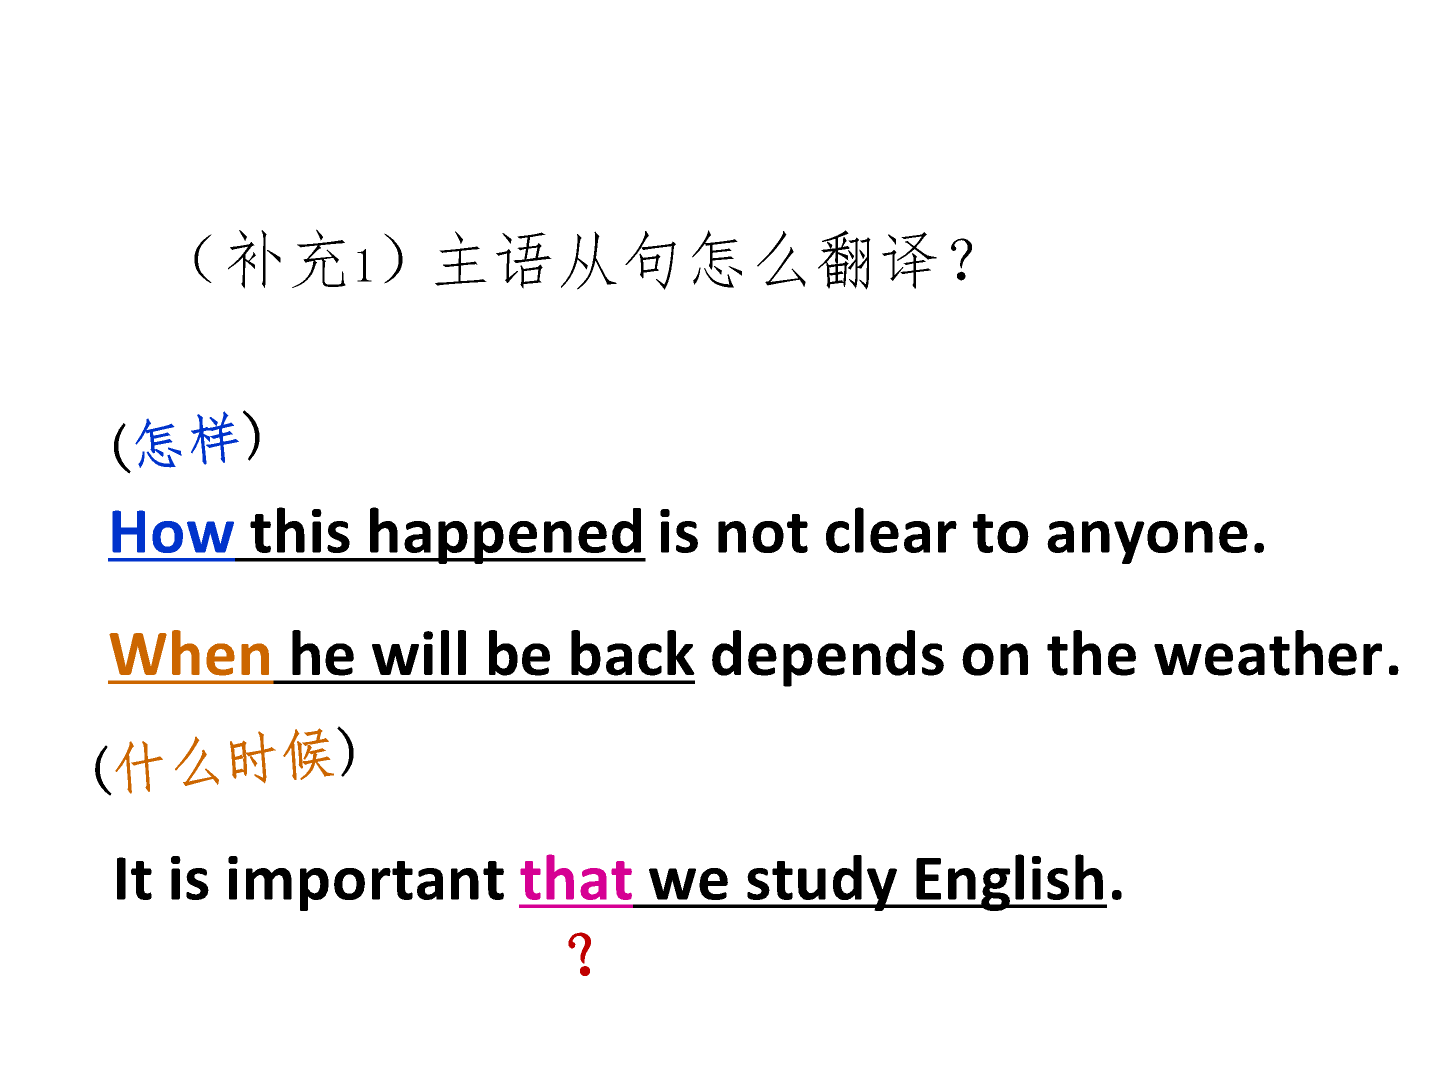 （补充1）主语从句怎么翻译？
(怎样)
How this happened is not clear to anyone.
When he will be back depends on the weather.
(什么时候)
It is important that we study English.
？